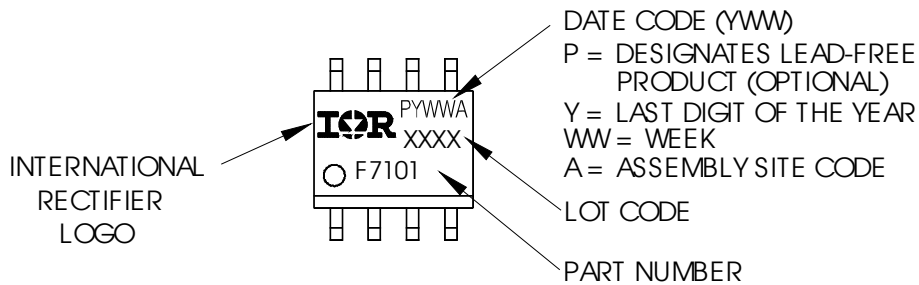 DATE CODE (YWW)
P = DESIGNATES LEAD-FREE
PRODUCT (OPTIONAL)
Y = LAST DIGIT OF THE YEAR
WW = WEEK
A = ASSEMBLY SITE CODE
LOT CODE
PART NUMBER
INTERNATIONAL
RECTIFIER
LOGO
IOR
PYWWA
XXXX
F7101